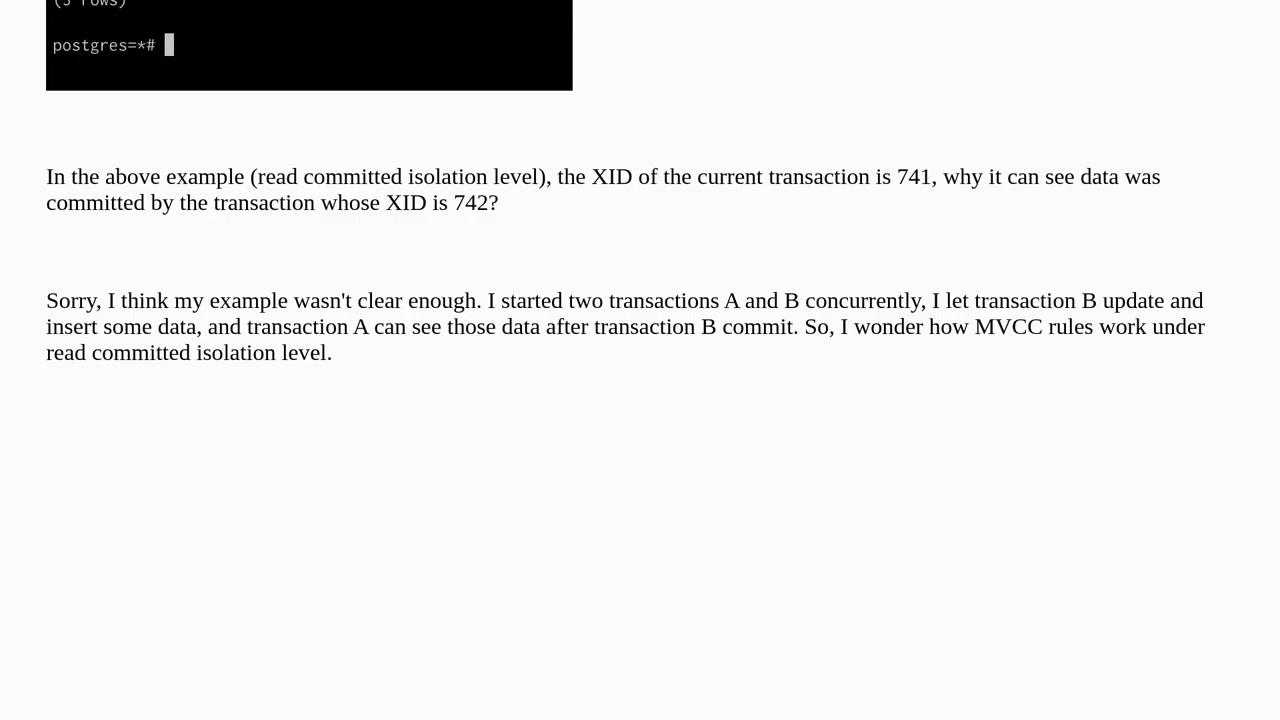 (3 rows)
postgres=*#
In the above example (read committed isolation level), the XID of the current transaction is 741, why it can see data was
committed by the transaction whose XID is 742?
Sorry, I think my example wasn't clear enough. I started two transactions A and B concurrently, I let transaction B update and
insert some data, and transaction A can see those data after transaction B commit. So, I wonder how MVCC rules work under
read committed isolation level.